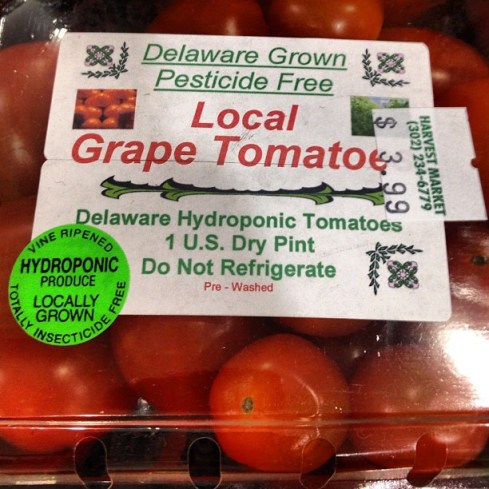 Delaware Grown
Pesticide Free
Local
Grape Tomatoe
Delaware Hydroponic Tomatoes
1 U.S. Dry Pint
Do Not Refrigerate
Pre - Washed
HARVEST MARKET
(302) 234-6779
$ 3.99
VINE RIPENED
HYDROPONIC
PRODUCE
LOCALLY
GROWN
TOTALLY INSECTICIDE FREE